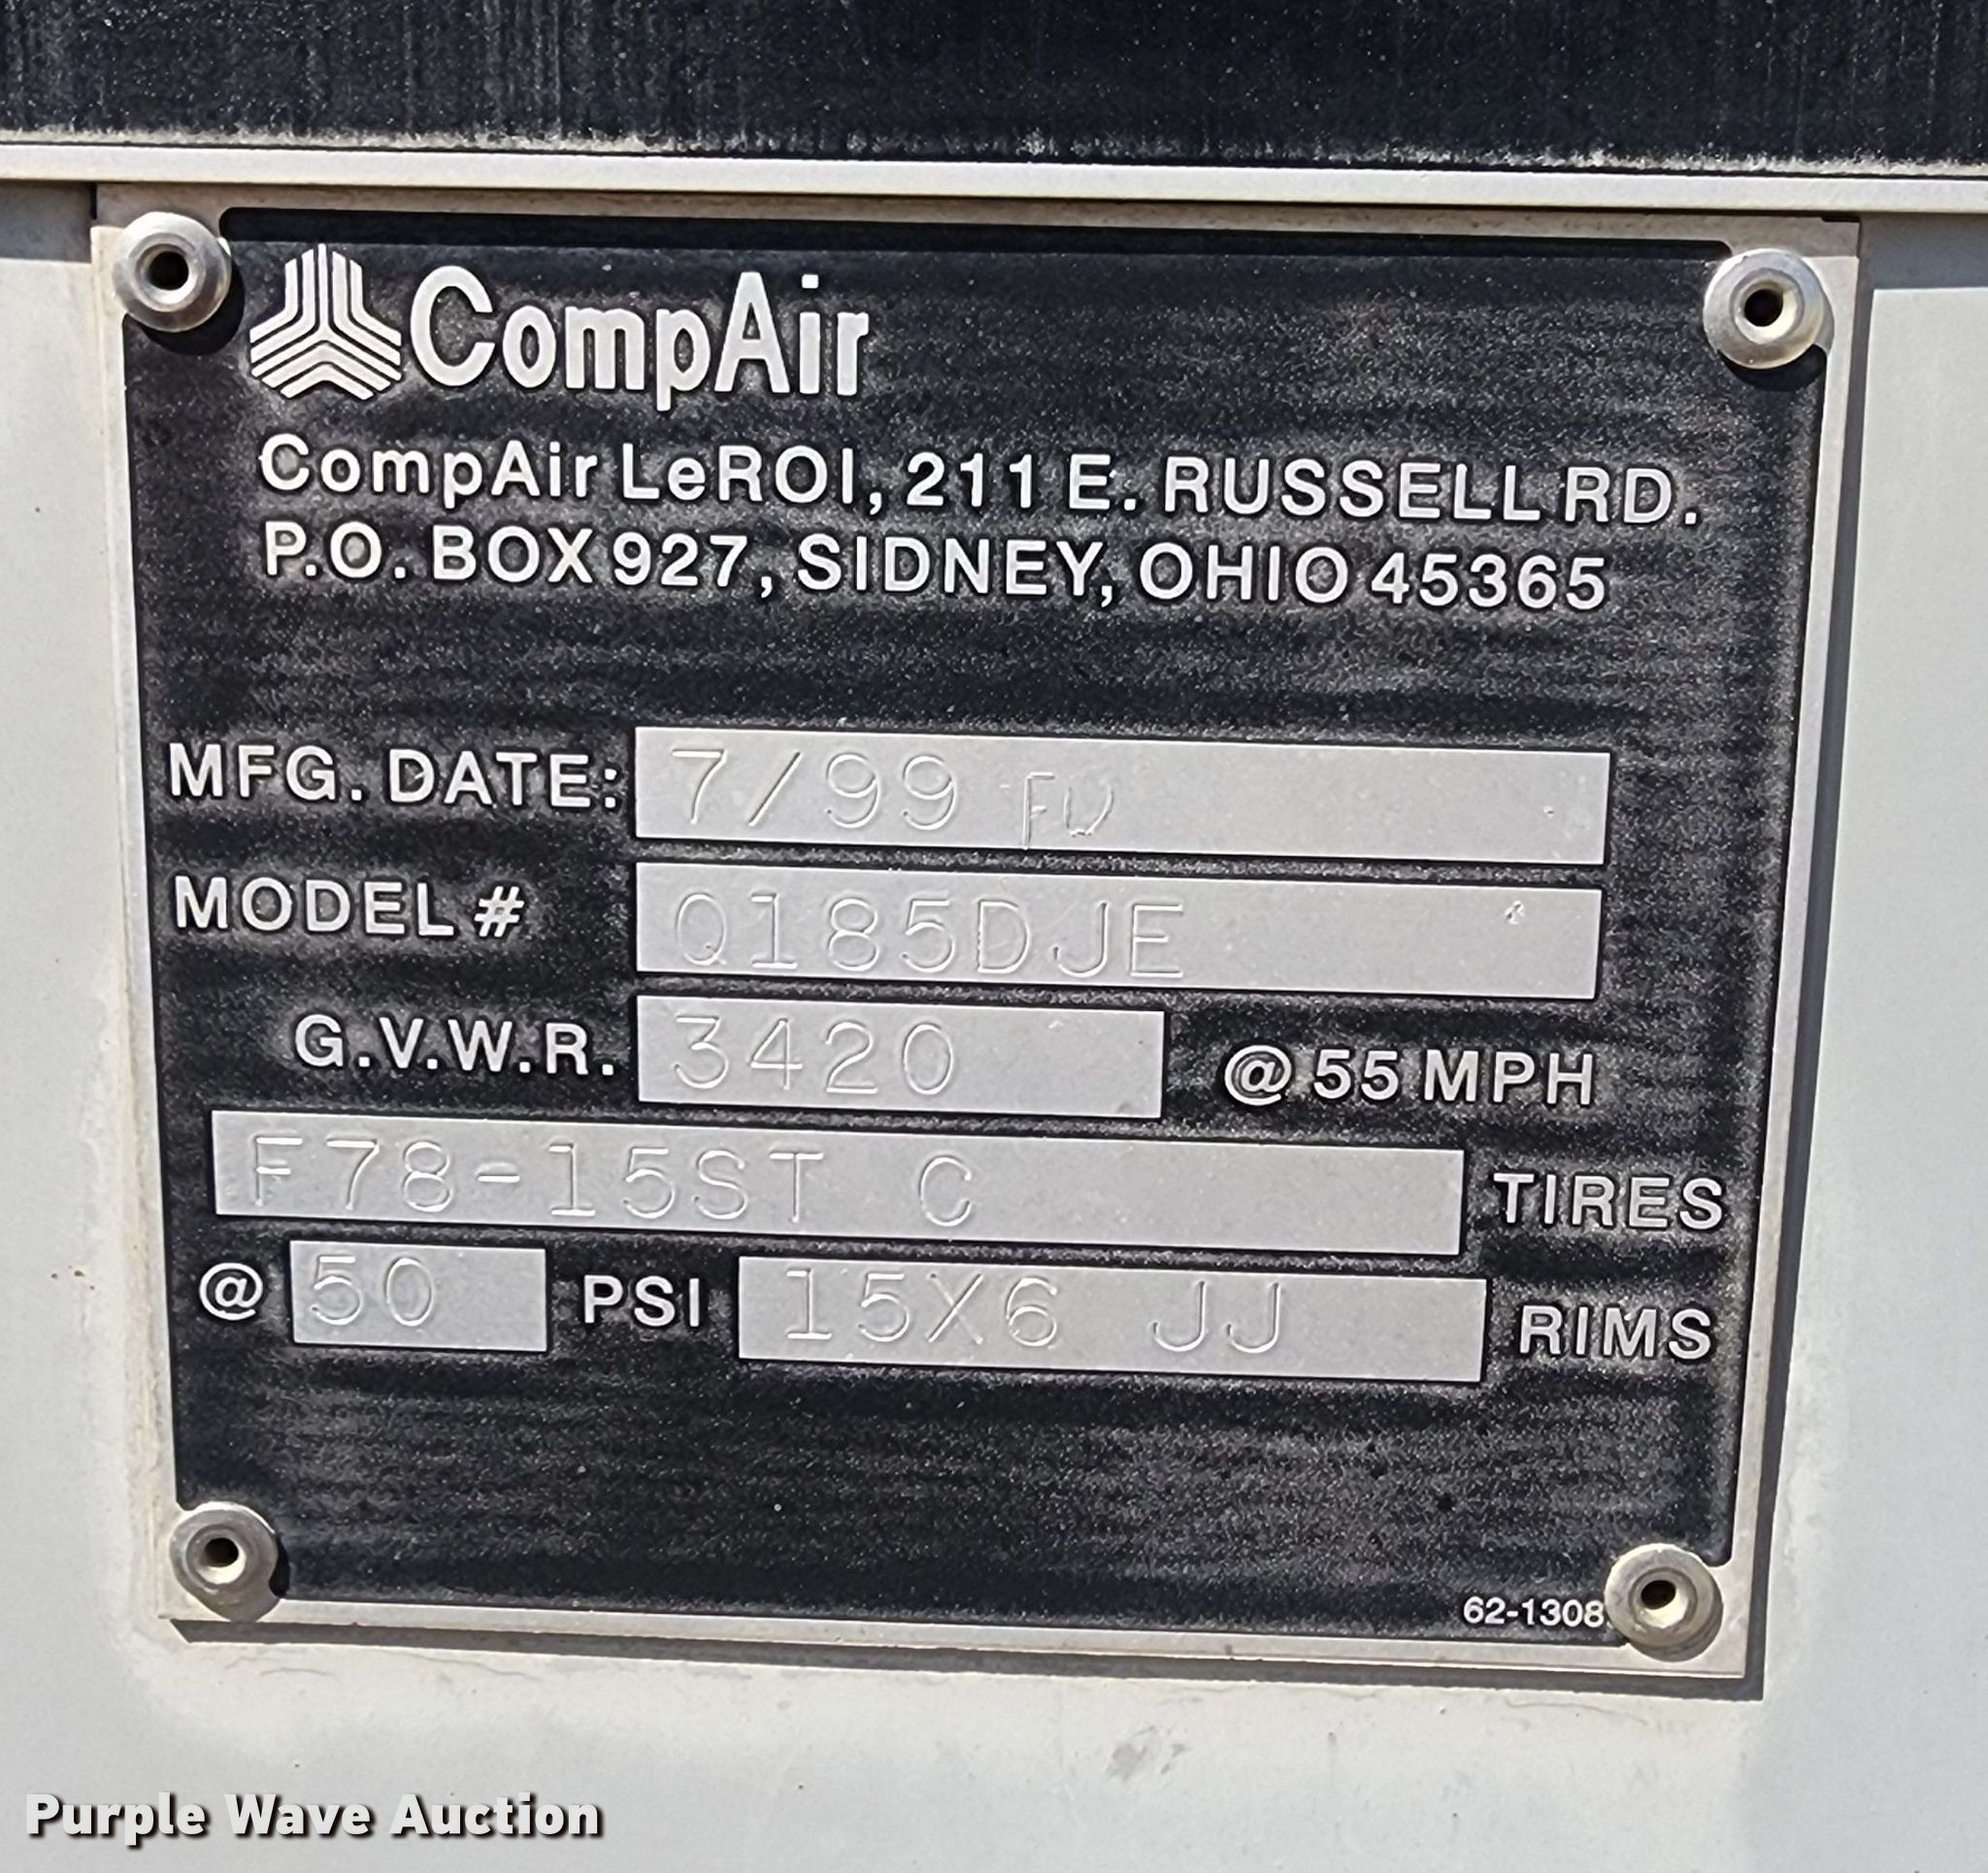 CompAir
CompAir LeROI, 211 E. RUSSELL RD.
P.O. BOX 927, SIDNEY, OHIO 45365
MFG. DATE: 7/99 FW
MODEL # Q185DJE
G.V.W.R. 3420 @ 55 MPH
F78-15ST C TIRES
@ 50 PSI 15X6 JJ RIMS
62-1308
Purple Wave Auction